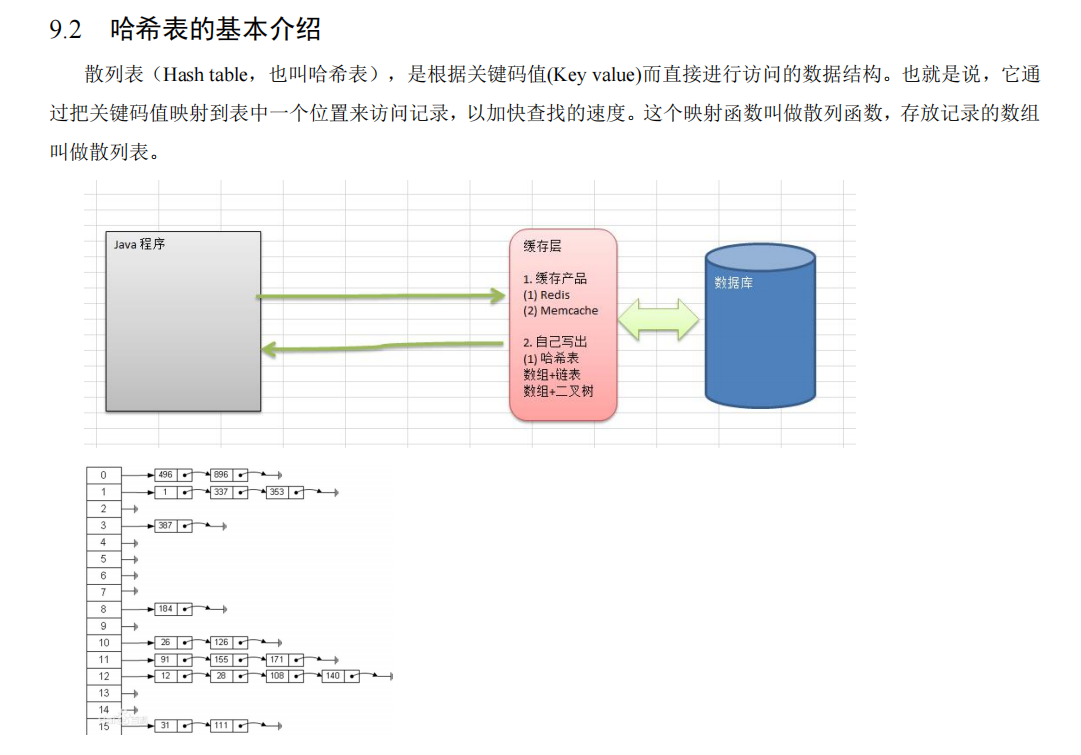 9.2 哈希表的基本介绍
散列表（Hash table，也叫哈希表），是根据关键码值(Key value)而直接进行访问的数据结构。也就是说，它通
过把关键码值映射到表中一个位置来访问记录，以加快查找的速度。这个映射函数叫做散列函数，存放记录的数组
叫做散列表。
Java 程序
缓存层
1. 缓存产品
(1) Redis
(2) Memcache
2. 自己写出
(1) 哈希表
数组+链表
数组+二叉树
数据库
0 496 896
1 1 337 353
2
3 387
4
5
6
7
8 184
9
10 26 126
11 91 155 171
12 12 28 108 140
13
14
15 31 111